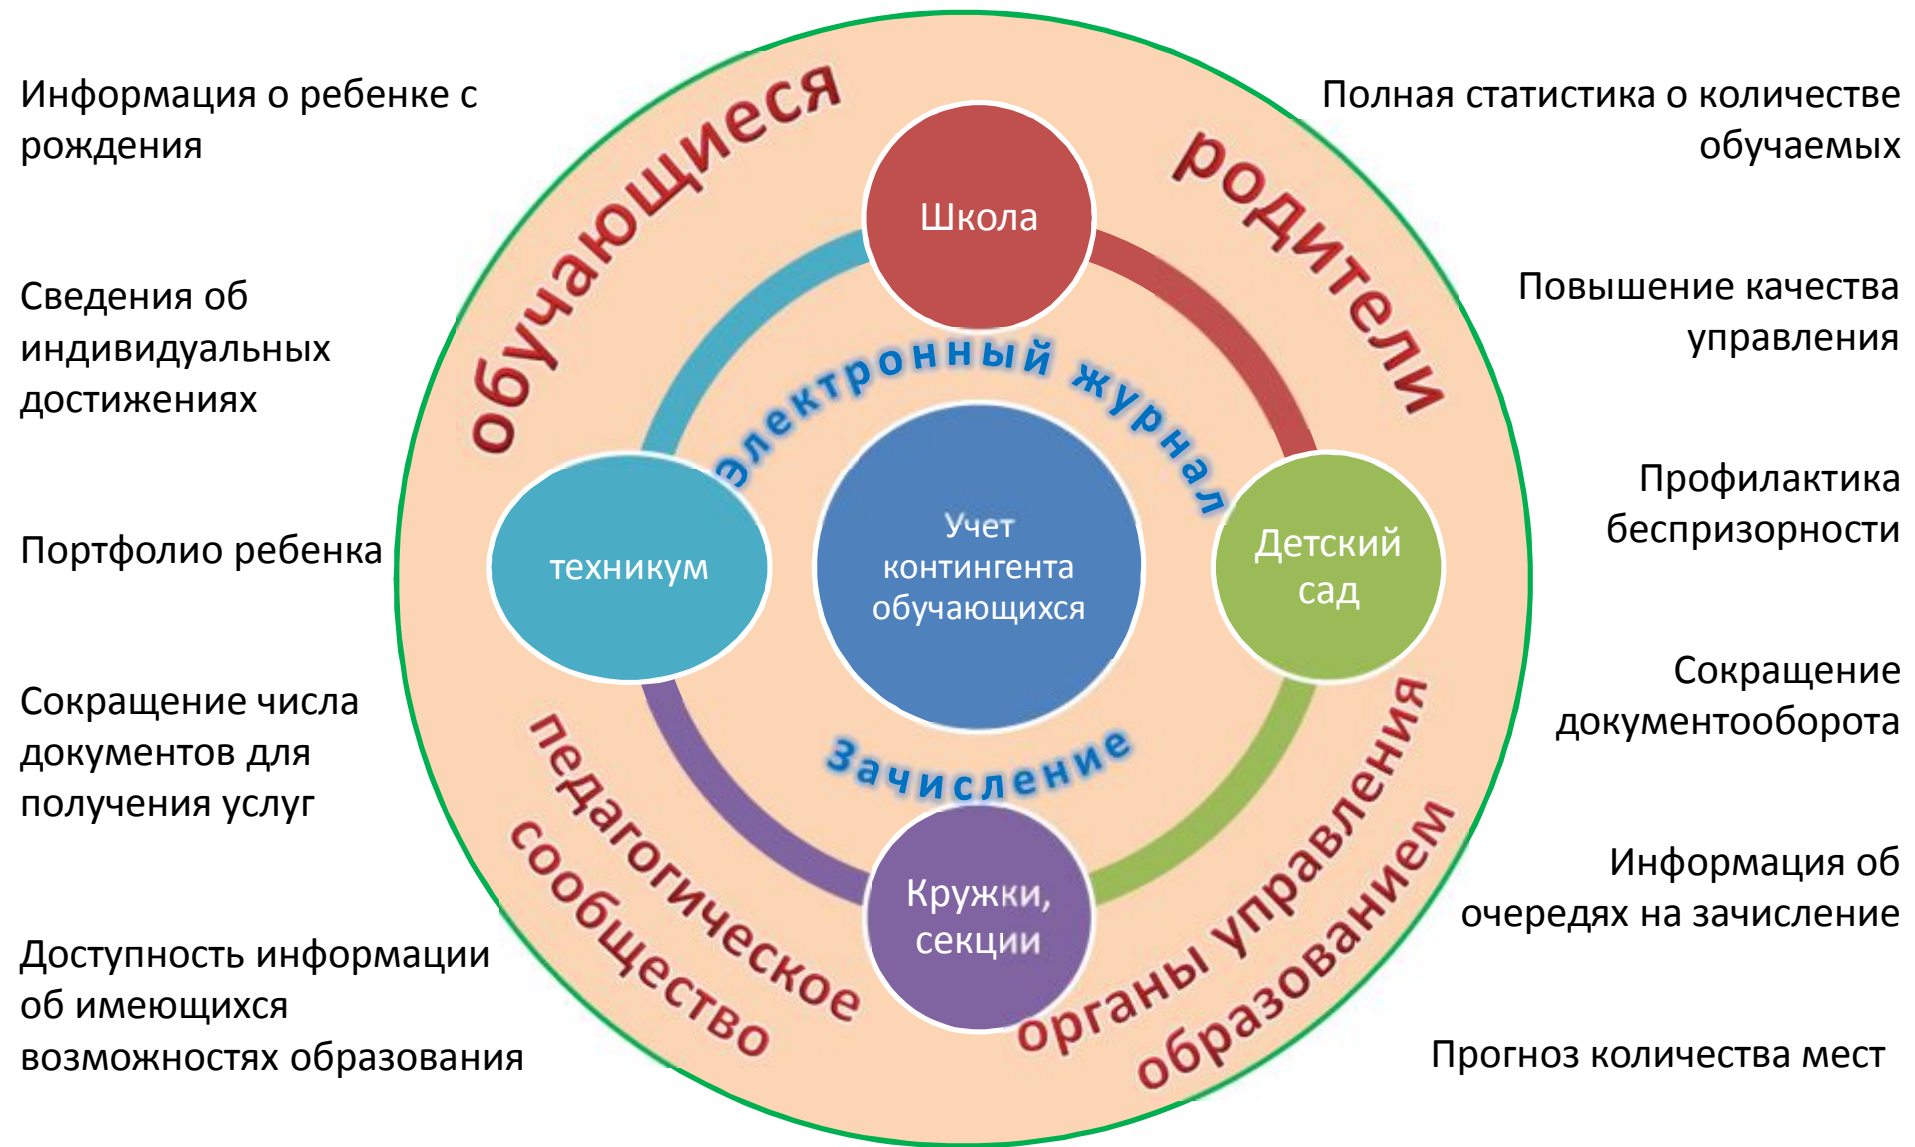 Информация о ребенке с
рождения
Сведения об
индивидуальных
достижениях
Портфолио ребенка
Сокращение числа
документов для
получения услуг
Доступность информации
об имеющихся
возможностях образования
обучающиеся
родители
Школа
Электронный журнал
техникум
Учет
контингента
обучающихся
Детский
сад
Зачисление
Кружки,
секции
педагогическое
сообщество
органы управления
образованием
Полная статистика о количестве
обучаемых
Повышение качества
управления
Профилактика
беспризорности
Сокращение
документооборота
Информация об
очередях на зачисление
Прогноз количества мест